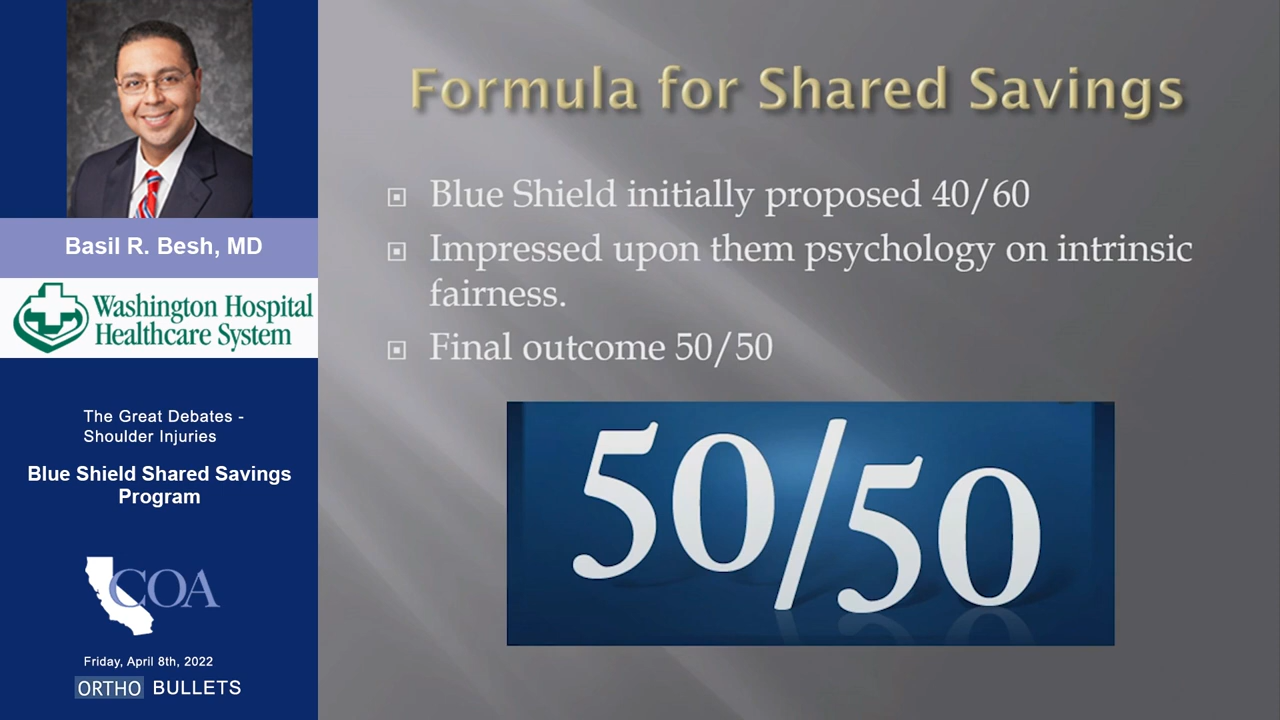 Basil R. Besh, MD
Washington Hospital
Healthcare System
The Great Debates -
Shoulder Injuries
Blue Shield Shared Savings
Program
COA
Friday, April 8th, 2022
ORTHO BULLETS
Formula for Shared Savings
Blue Shield initially proposed 40/60
Impressed upon them psychology on intrinsic
fairness.
Final outcome 50/50
50/50